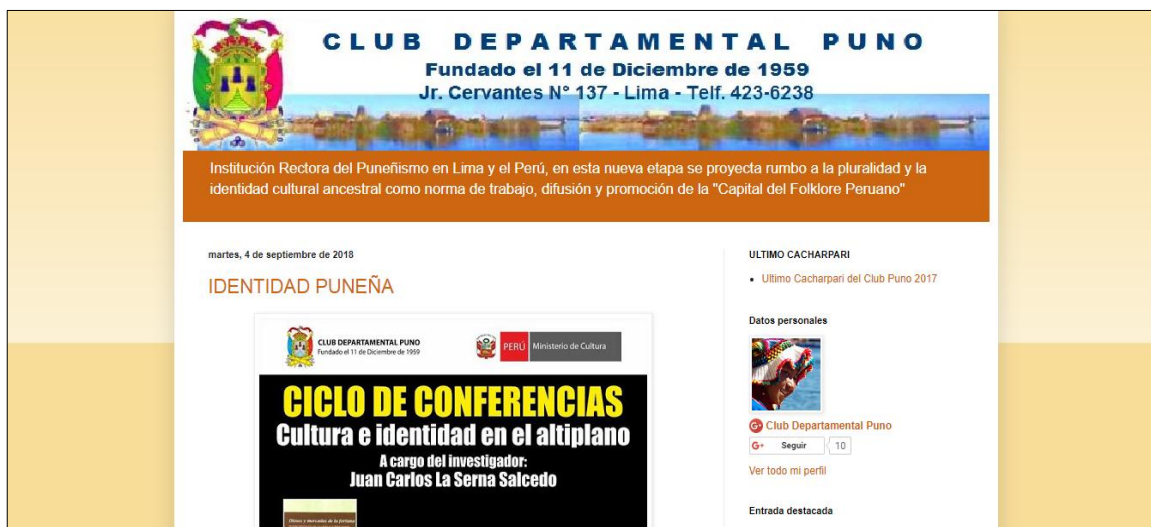 CLUB DEPARTAMENTAL PUNO
Fundado el 11 de Diciembre de 1959
Jr. Cervantes N° 137 - Lima - Telf. 423-6238
Institución Rectora del Puneñismo en Lima y el Perú, en esta nueva etapa se proyecta rumbo a la pluralidad y la
identidad cultural ancestral como norma de trabajo, difusión y promoción de la "Capital del Folklore Peruano"
martes, 4 de septiembre de 2018
IDENTIDAD PUNEÑA
CLUB DEPARTAMENTAL PUNO
Fundado el 11 de Diciembre de 1959
PERÚ Ministerio de Cultura
CICLO DE CONFERENCIAS
Cultura e identidad en el altiplano
A cargo del investigador:
Juan Carlos La Serna Salcedo
ULTIMO CACHARPARI
Ultimo Cacharpari del Club Puno 2017
Datos personales
G+ Club Departamental Puno
G+ Seguir 10
Ver todo mi perfil
Entrada destacada